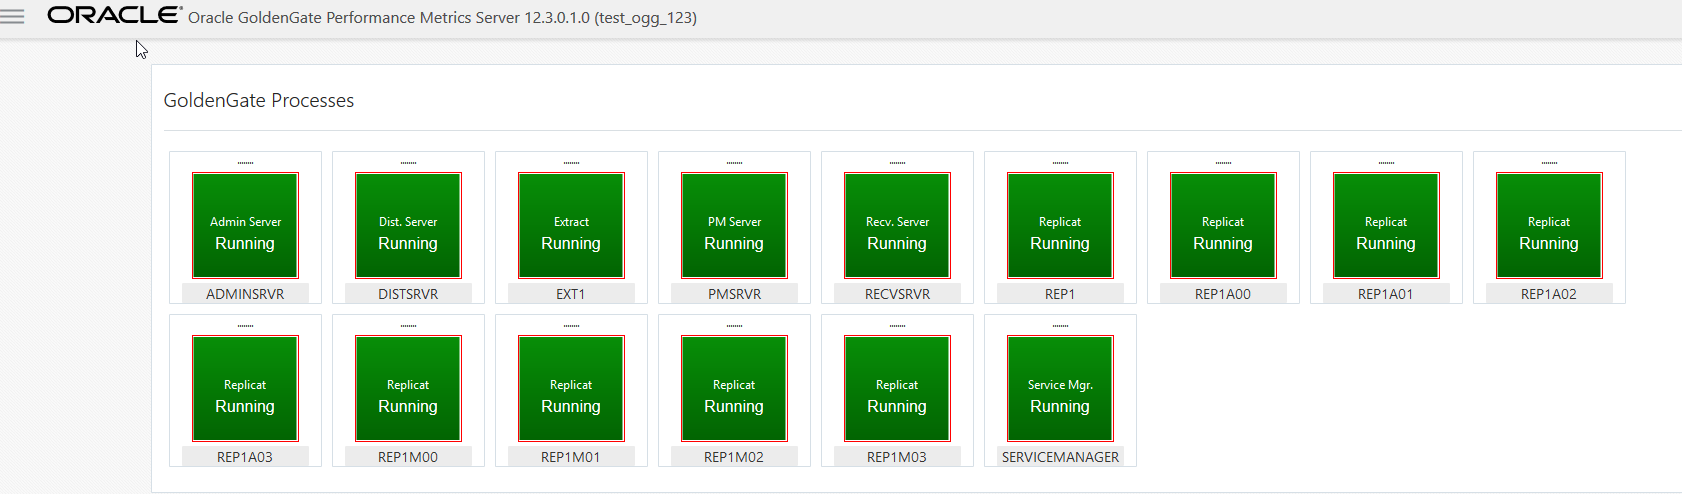 ORACLE® Oracle GoldenGate Performance Metrics Server 12.3.0.1.0 (test_ogg_123)
GoldenGate Processes
Admin Server Dist. Server Extract PM Server Recv. Server Replicat Replicat Replicat Replicat
Running Running Running Running Running Running Running Running Running
ADMINSRVR DISTSRVR EXT1 PMSRVR RECVSRVR REP1 REP1A00 REP1A01 REP1A02
Replicat Replicat Replicat Replicat Replicat Service Mgr.
Running Running Running Running Running Running
REP1A03 REP1M00 REP1M01 REP1M02 REP1M03 SERVICEMANAGER